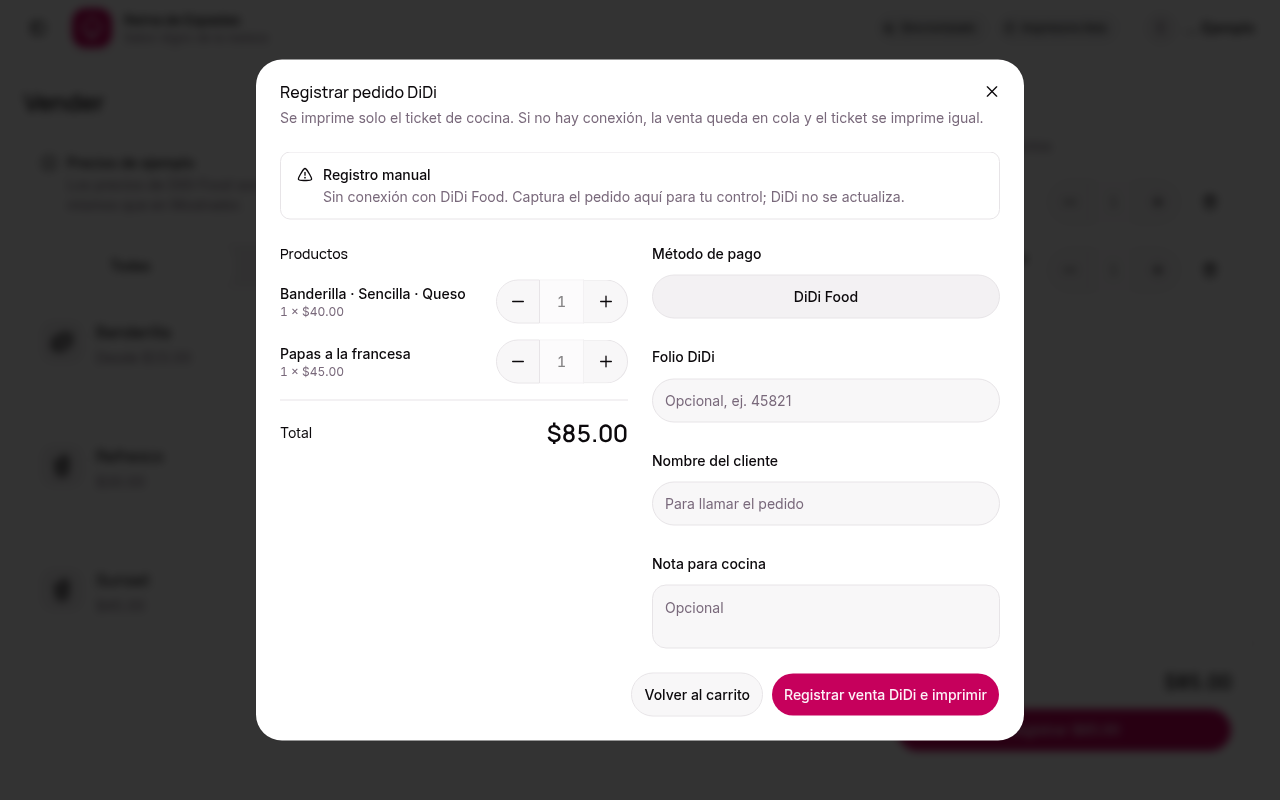 Registrar pedido DiDi
Se imprime solo el ticket de cocina. Si no hay conexión, la venta queda en cola y el ticket se imprime igual.
Registro manual
Sin conexión con DiDi Food. Captura el pedido aquí para tu control; DiDi no se actualiza.
Productos
Banderilla · Sencilla · Queso
1 × $40.00
1
Papas a la francesa
1 × $45.00
1
Total
$85.00
Método de pago
DiDi Food
Folio DiDi
Opcional, ej. 45821
Nombre del cliente
Para llamar el pedido
Nota para cocina
Opcional
Volver al carrito
Registrar venta DiDi e imprimir
Vender